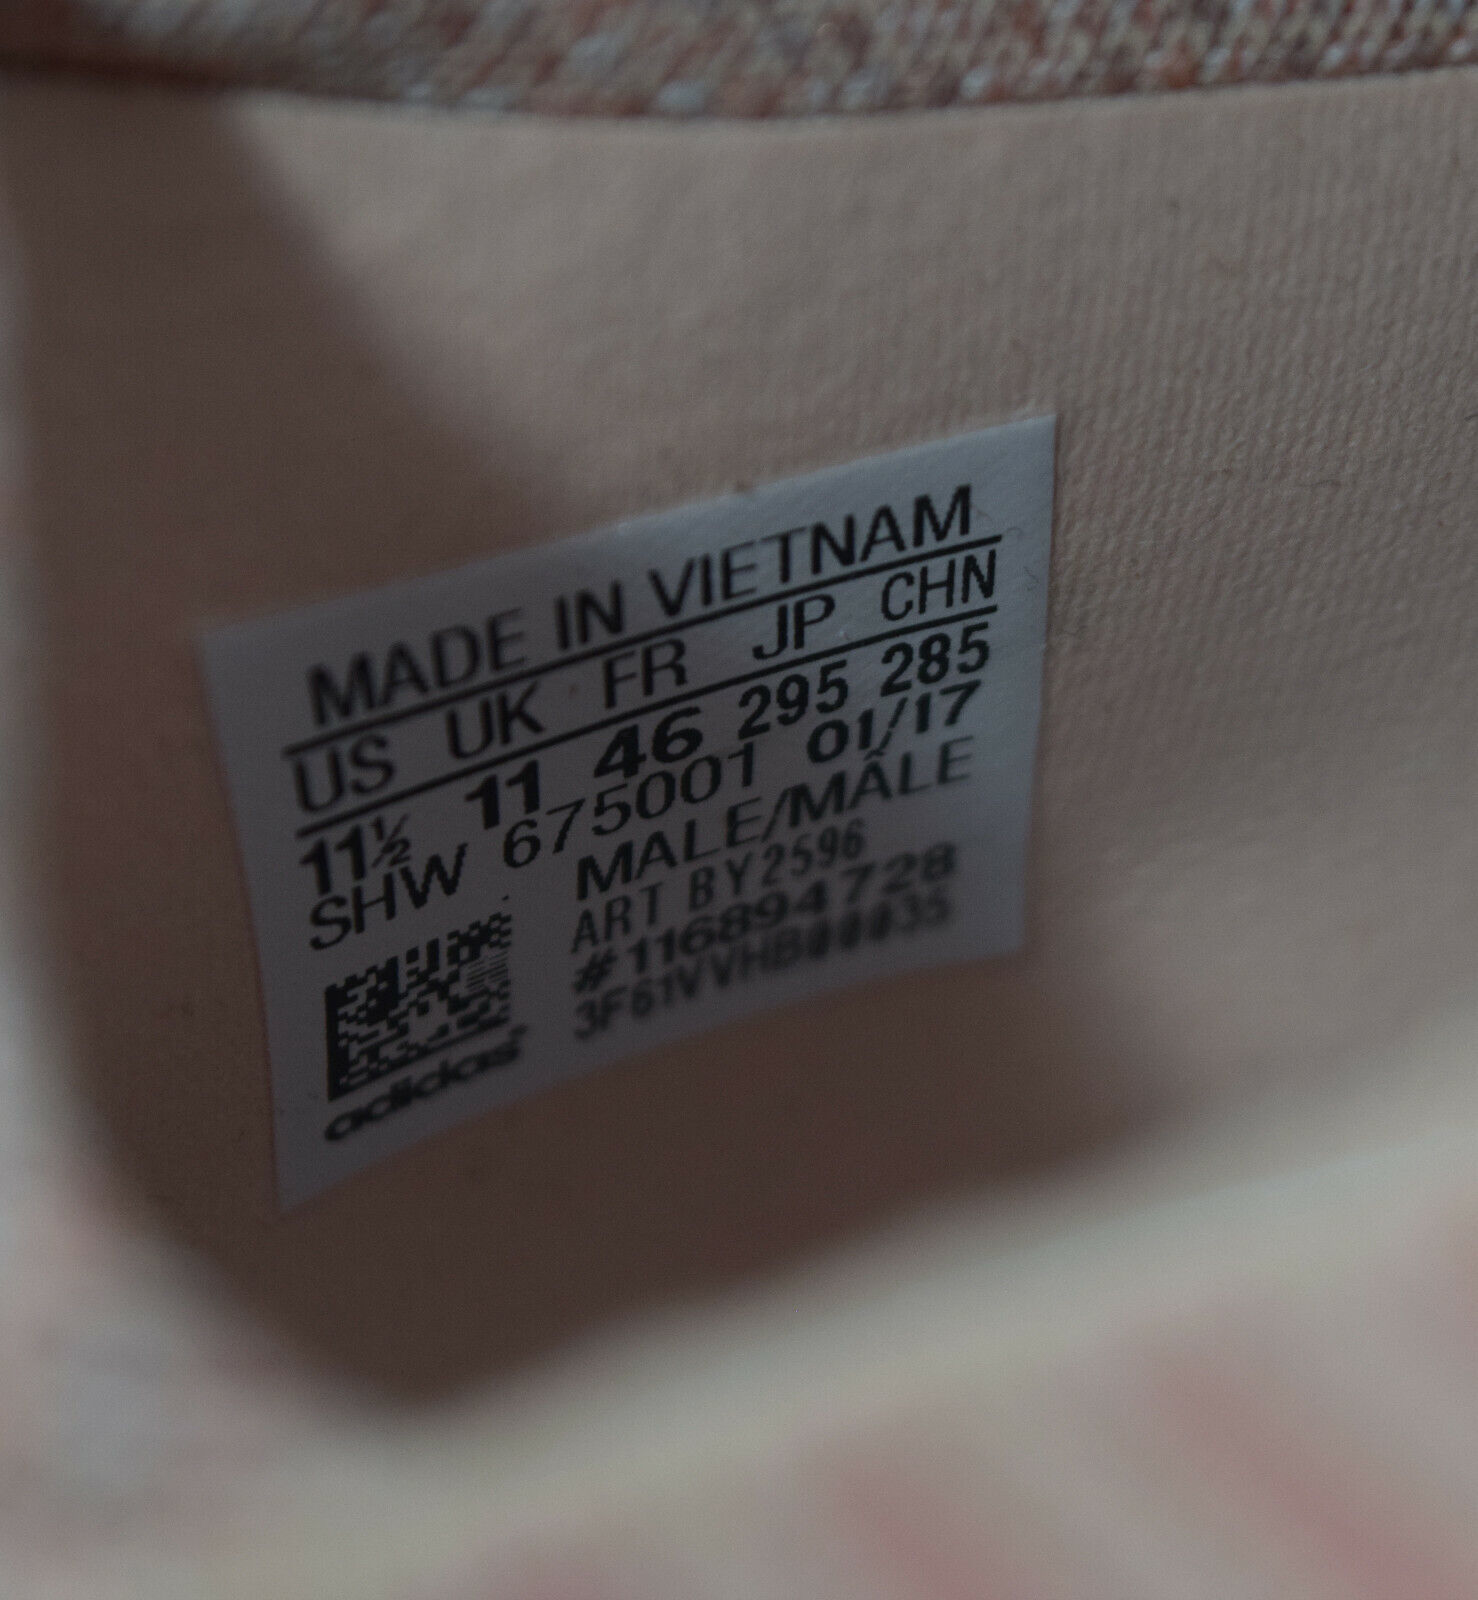 MADE IN VIETNAM
US UK FR JP CHN
11½ 11 46 295 285
SHW 675001 01/17
MALE/MÂLE
ART BY2596
#116894728
3F61VVHB00035
adidas